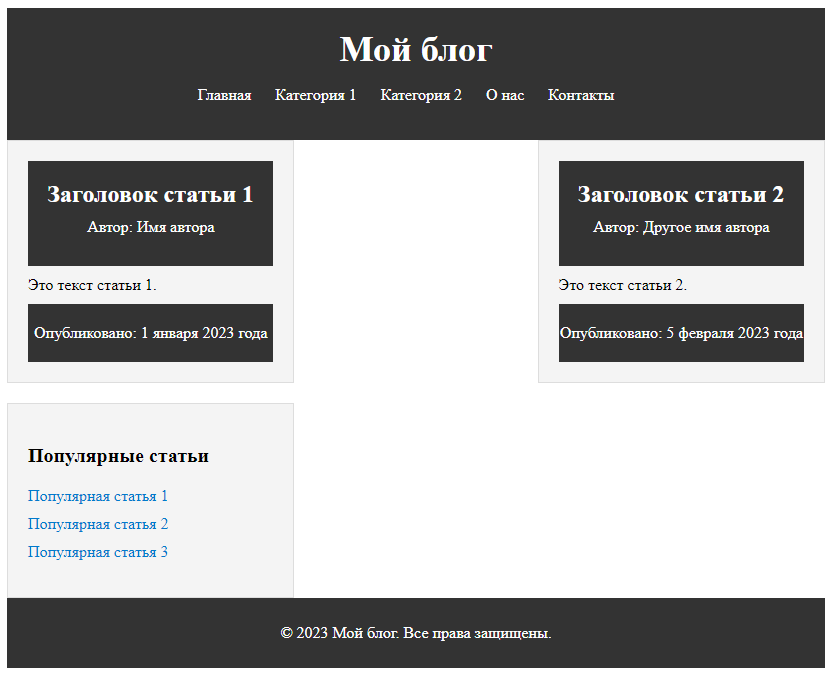 Мой блог
Главная Категория 1 Категория 2 О нас Контакты
Заголовок статьи 1
Автор: Имя автора
Это текст статьи 1.
Опубликовано: 1 января 2023 года
Заголовок статьи 2
Автор: Другое имя автора
Это текст статьи 2.
Опубликовано: 5 февраля 2023 года
Популярные статьи
Популярная статья 1
Популярная статья 2
Популярная статья 3
© 2023 Мой блог. Все права защищены.